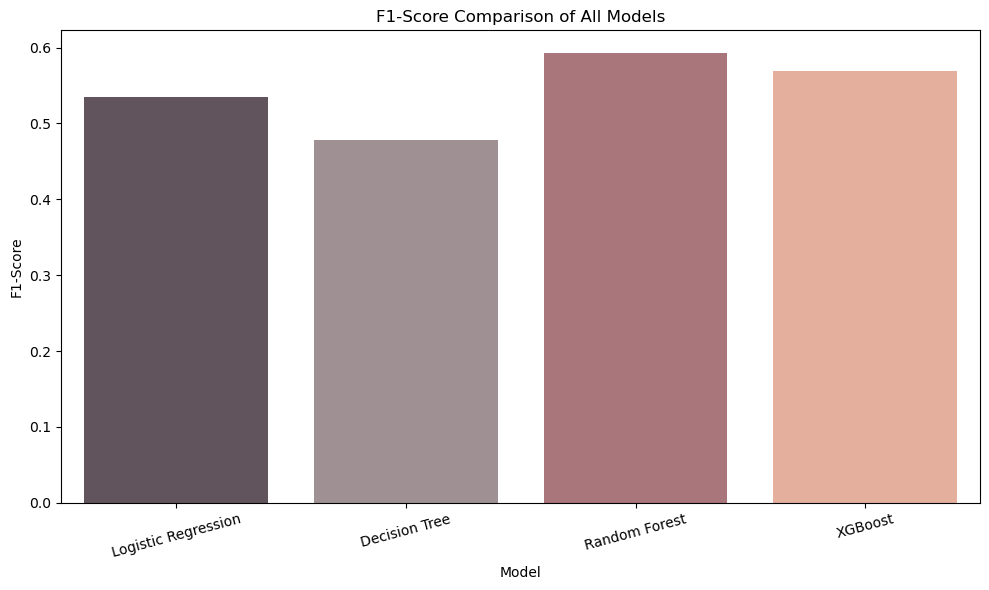 F1-Score Comparison of All Models
F1-Score
0.6
0.5
0.4
0.3
0.2
0.1
0.0
Logistic Regression
Decision Tree
Random Forest
XGBoost
Model